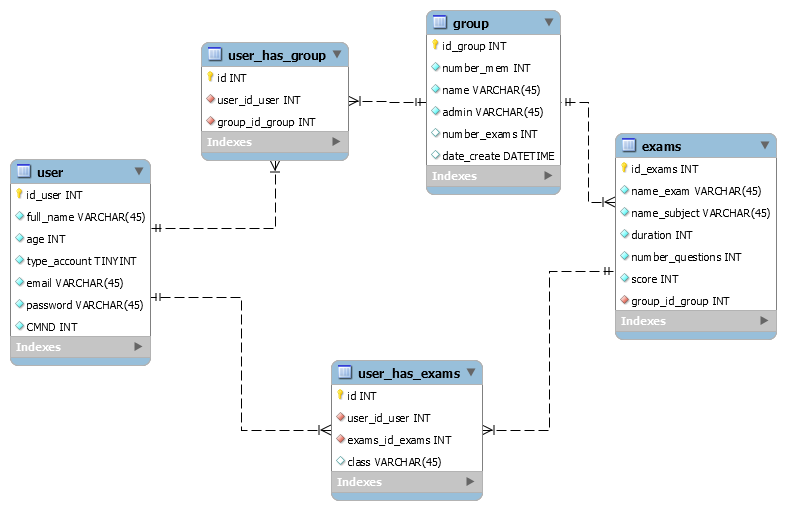 user_has_group
id INT
user_id_user INT
group_id_group INT
Indexes
group
id_group INT
number_mem INT
name VARCHAR(45)
admin VARCHAR(45)
number_exams INT
date_create DATETIME
Indexes
user
id_user INT
full_name VARCHAR(45)
age INT
type_account TINYINT
email VARCHAR(45)
password VARCHAR(45)
CMND INT
Indexes
exams
id_exams INT
name_exam VARCHAR(45)
name_subject VARCHAR(45)
duration INT
number_questions INT
score INT
group_id_group INT
Indexes
user_has_exams
id INT
user_id_user INT
exams_id_exams INT
class VARCHAR(45)
Indexes